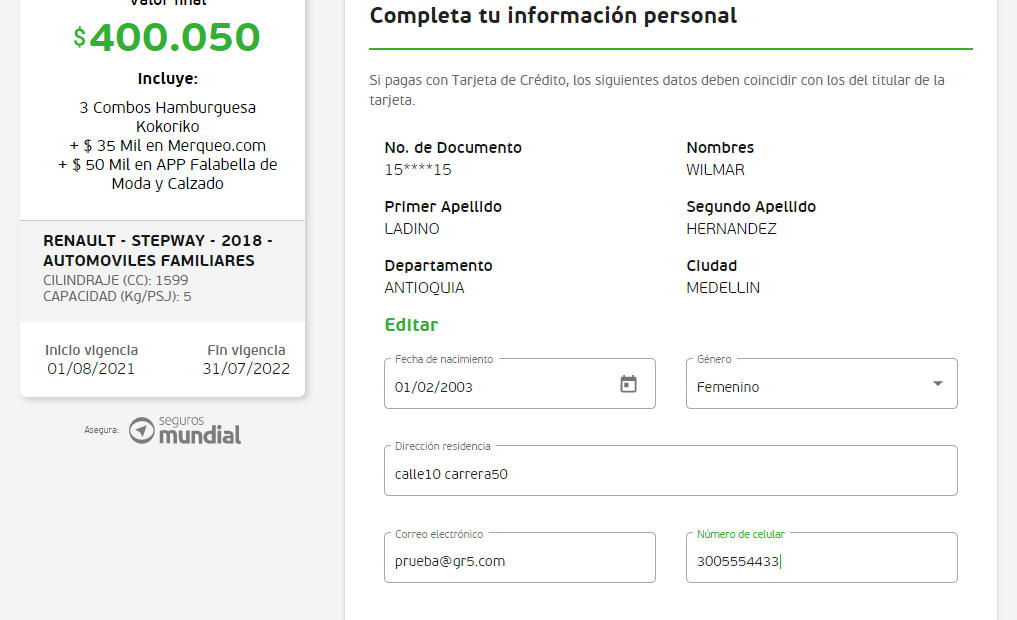 Valor final
$400.050
Incluye:
3 Combos Hamburguesa
Kokoriko
+ $ 35 Mil en Merqueo.com
+ $ 50 Mil en APP Falabella de
Moda y Calzado
RENAULT - STEPWAY - 2018 -
AUTOMOVILES FAMILIARES
CILINDRAJE (CC): 1599
CAPACIDAD (Kg/PSJ): 5
Inicio vigencia
01/08/2021
Fin vigencia
31/07/2022
Asegura:
seguros
mundial
Completa tu información personal
Si pagas con Tarjeta de Crédito, los siguientes datos deben coincidir con los del titular de la
tarjeta.
No. de Documento
15****15
Nombres
WILMAR
Primer Apellido
LADINO
Segundo Apellido
HERNANDEZ
Departamento
ANTIOQUIA
Ciudad
MEDELLIN
Editar
Fecha de nacimiento
01/02/2003
Género
Femenino
Dirección residencia
calle10 carrera50
Correo electrónico
prueba@gr5.com
Número de celular
3005554433